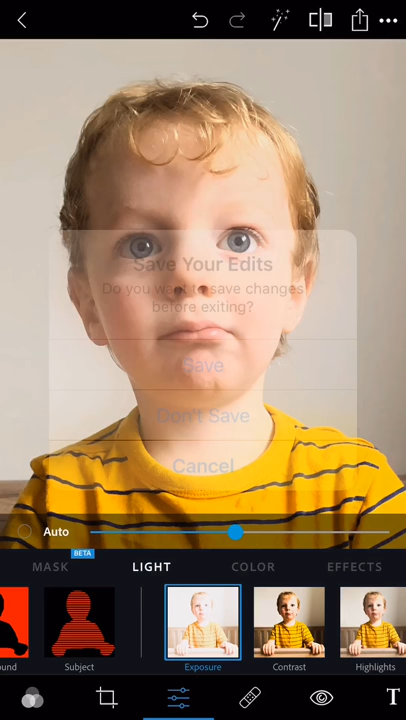 Save Your Edits
Do you want to save changes
before exiting?
Save
Don't Save
Cancel
Auto
BETA
MASK LIGHT COLOR EFFECTS
ound Subject Exposure Contrast Highlights
T